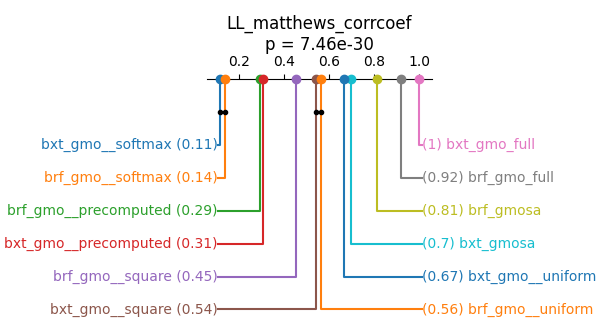 LL_matthews_corrcoef
p = 7.46e-30
0.2 0.4 0.6 0.8 1.0
bxt_gmo__softmax (0.11)
(1) bxt_gmo_full
brf_gmo__softmax (0.14)
(0.92) brf_gmo_full
brf_gmo__precomputed (0.29)
(0.81) brf_gmosa
bxt_gmo__precomputed (0.31)
(0.7) bxt_gmosa
brf_gmo__square (0.45)
(0.67) bxt_gmo__uniform
bxt_gmo__square (0.54)
(0.56) brf_gmo__uniform